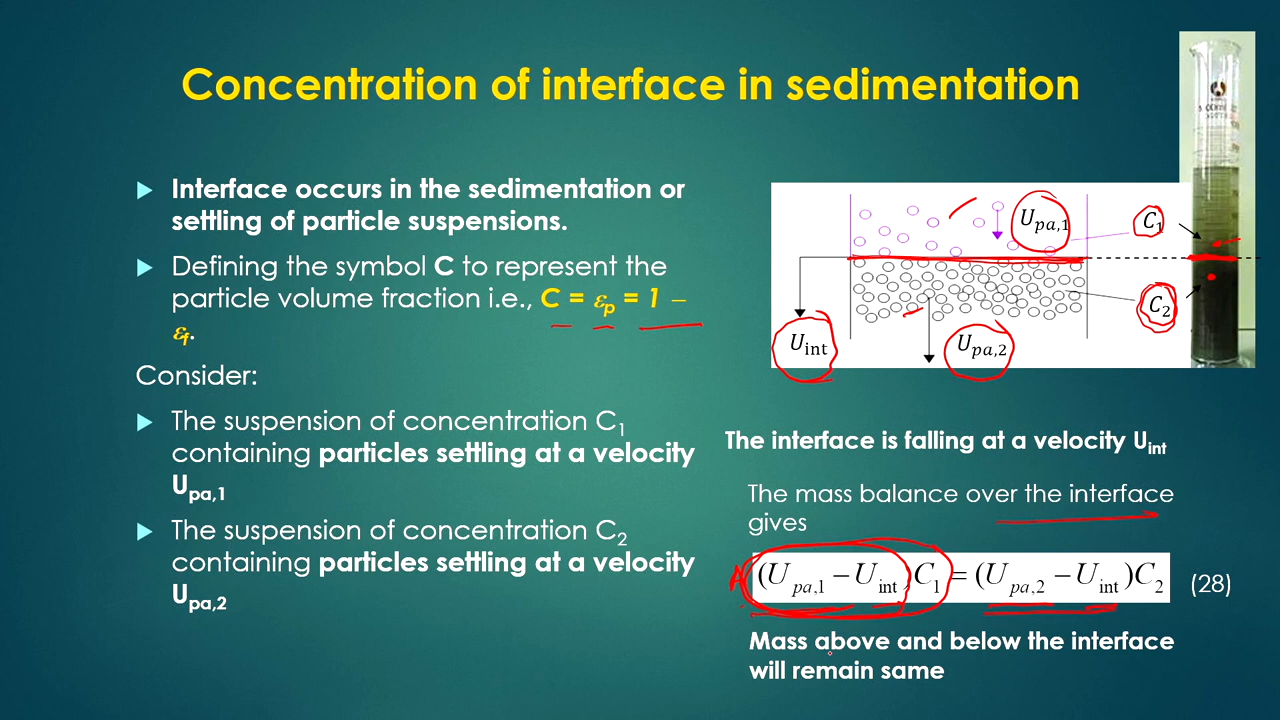 Concentration of interface in sedimentation
Interface occurs in the sedimentation or
settling of particle suspensions.
Defining the symbol C to represent the
particle volume fraction i.e., C = εp = 1 –
εf.
Consider:
The suspension of concentration C1
containing particles settling at a velocity
Upa,1
The suspension of concentration C2
containing particles settling at a velocity
Upa,2
Upa,1
C1
C2
Uint
Upa,2
The interface is falling at a velocity Uint
The mass balance over the interface
gives
A (Upa,1 − Uint)C1 = (Upa,2 − Uint)C2 (28)
Mass above and below the interface
will remain same